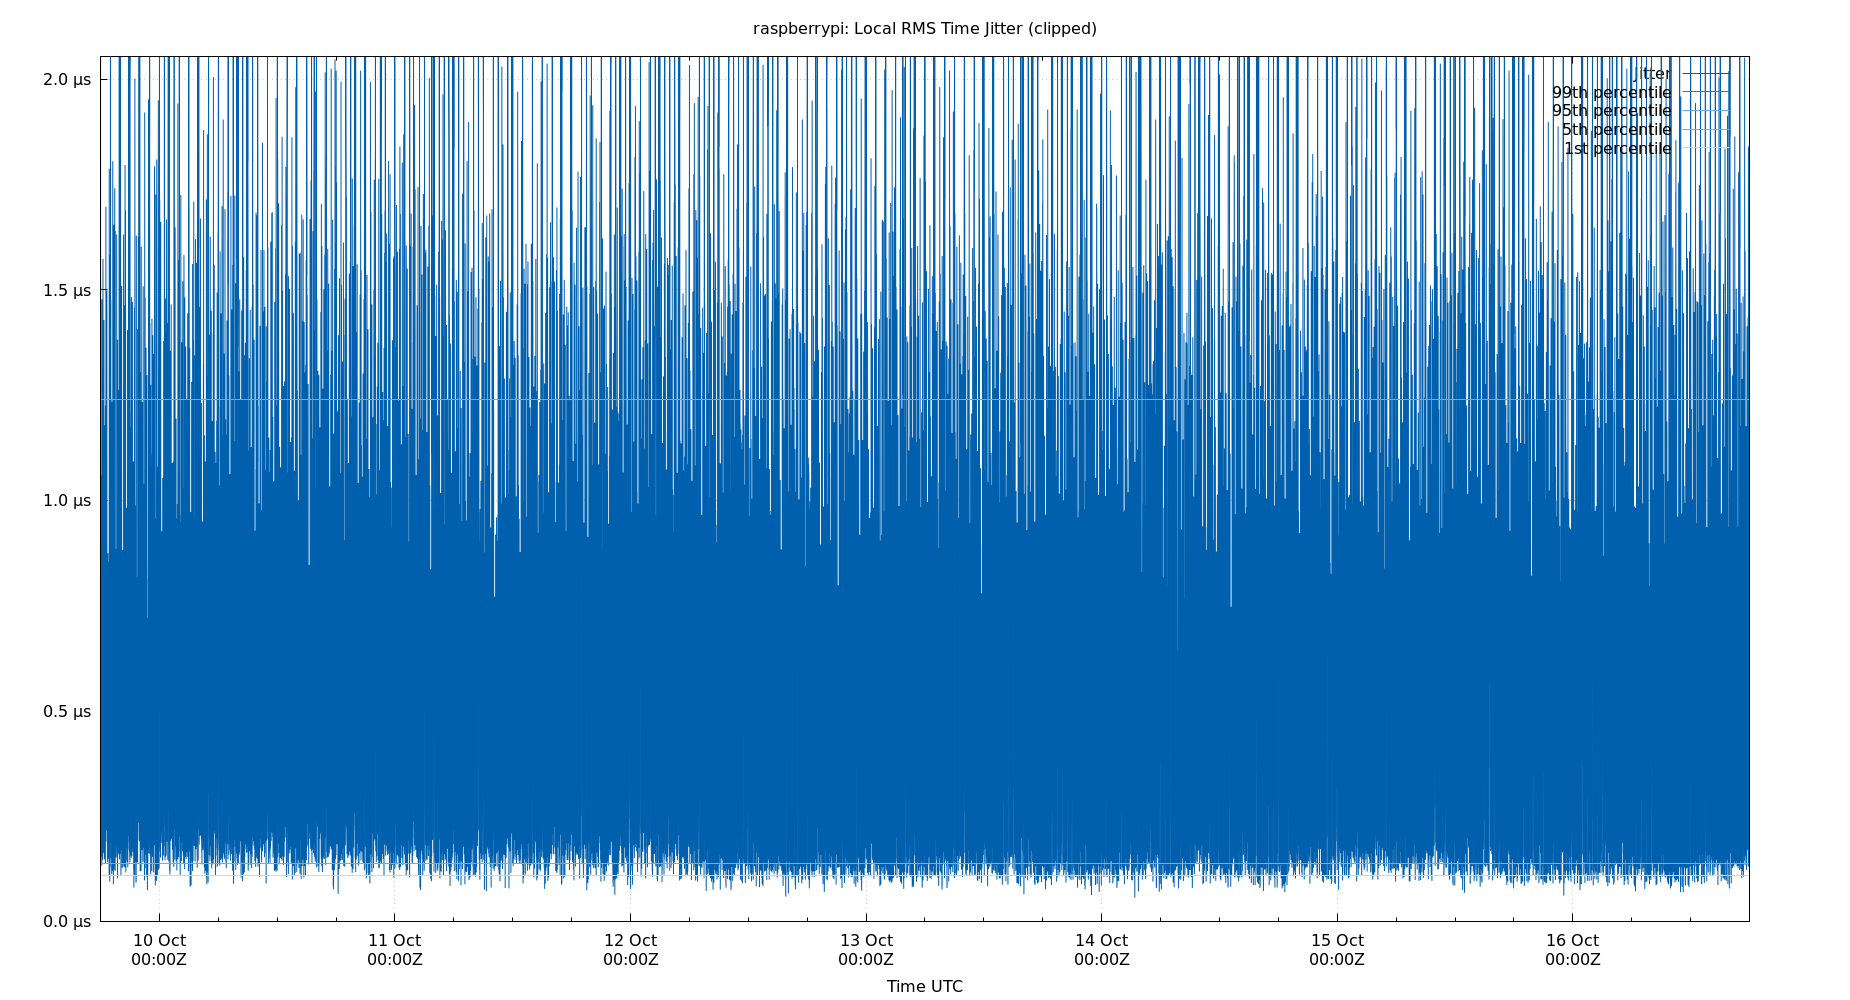 raspberrypi: Local RMS Time Jitter (clipped)
2.0 µs
1.5 µs
1.0 µs
0.5 µs
0.0 µs
Jitter
99th percentile
95th percentile
5th percentile
1st percentile
10 Oct 11 Oct 12 Oct 13 Oct 14 Oct 15 Oct 16 Oct
00:00Z 00:00Z 00:00Z 00:00Z 00:00Z 00:00Z 00:00Z
Time UTC